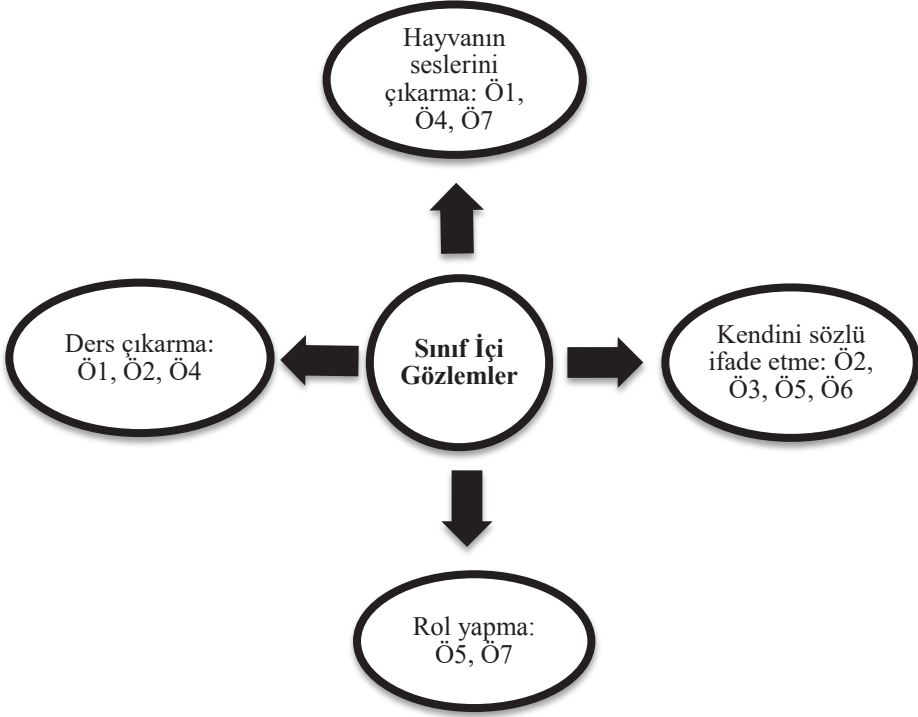 Hayvanın
seslerini
çıkarma: Ö1,
Ö4, Ö7
Ders çıkarma:
Ö1, Ö2, Ö4
Sınıf İçi
Gözlemler
Kendini sözlü
ifade etme: Ö2,
Ö3, Ö5, Ö6
Rol yapma:
Ö5, Ö7